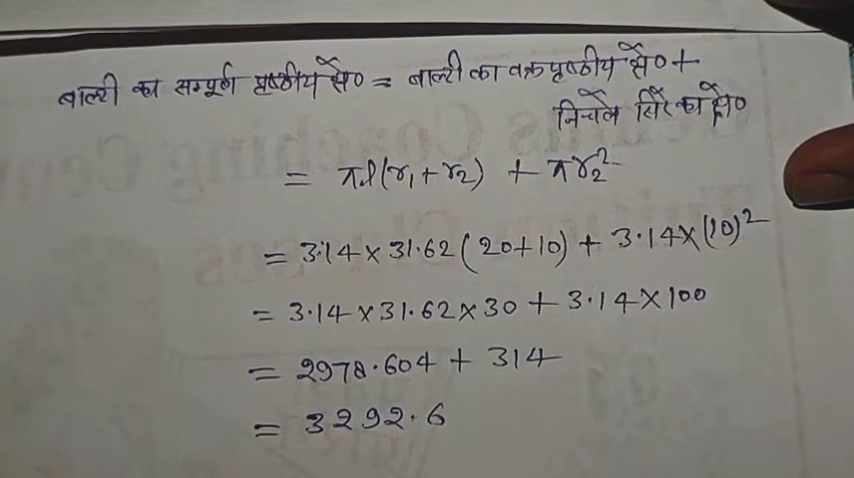 बाल्टी का सम्पूर्ण पृष्ठीय क्षे० = बाल्टी का वक्रपृष्ठीय क्षे० +
निचले सिरे का क्षे०
= πl(r₁+r₂) + πr₂²
= 3.14×31.62(20+10) + 3.14×(10)²
= 3.14×31.62×30 + 3.14×100
= 2978.604 + 314
= 3292.6